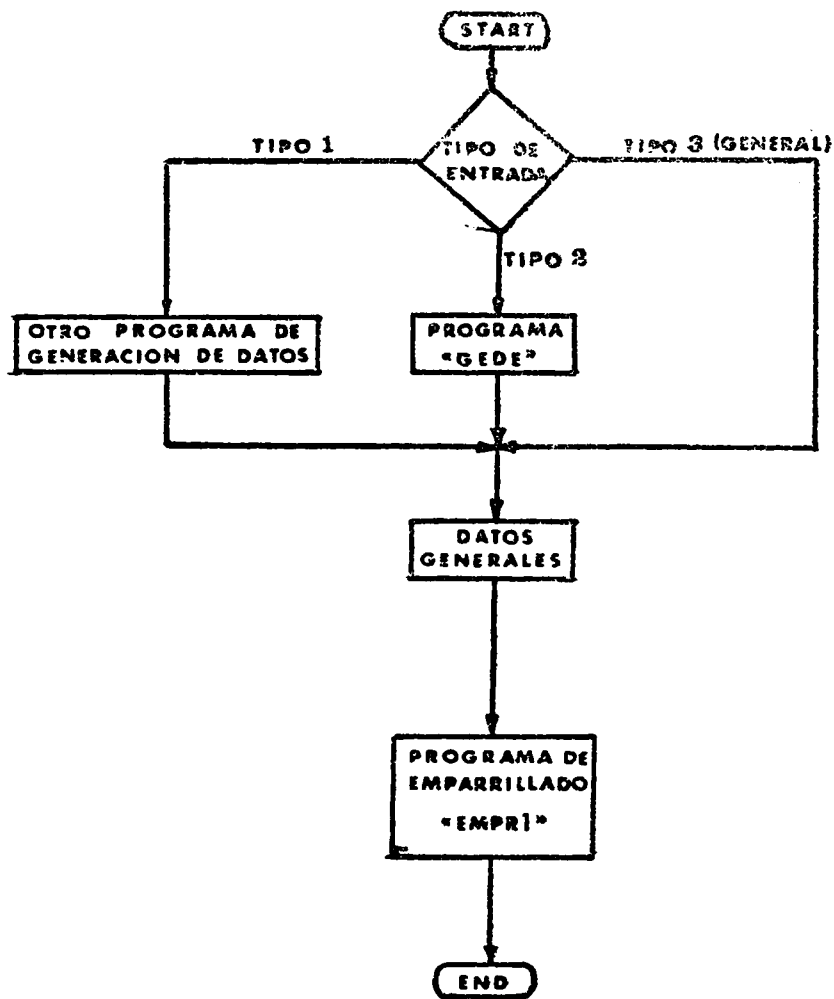 START
TIPO DE
ENTRADA
TIPO 1
TIPO 3 (GENERAL)
TIPO 2
OTRO PROGRAMA DE
GENERACION DE DATOS
PROGRAMA
«GEDE»
DATOS
GENERALES
PROGRAMA DE
EMPARRILLADO
«EMPR1»
END